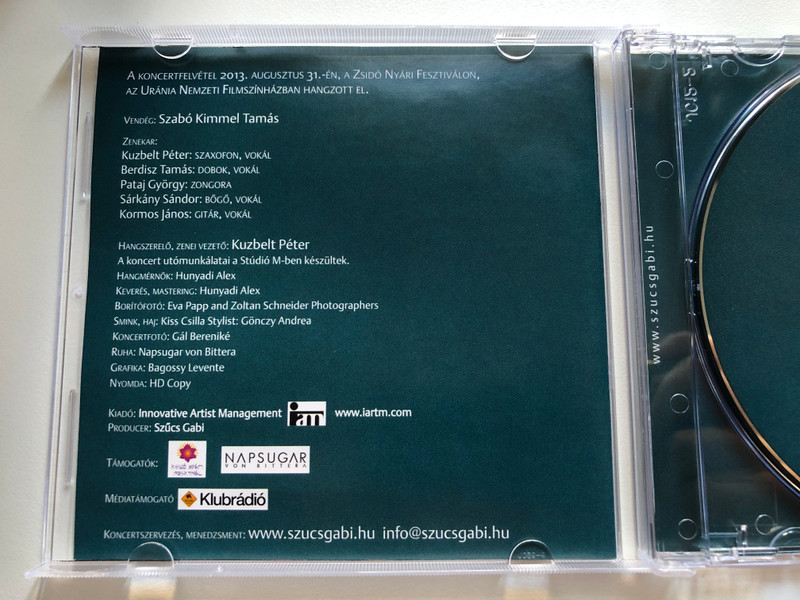 A KONCERTFELVÉTEL 2013. AUGUSZTUS 31.-ÉN, A ZSIDÓ NYÁRI FESZTIVÁLON,
AZ URÁNIA NEMZETI FILMSZÍNHÁZBAN HANGZOTT EL.
VENDÉG: Szabó Kimmel Tamás
ZENEKAR:
Kuzbelt Péter: SZAXOFON, VOKÁL
Berdisz Tamás: DOBOK, VOKÁL
Pataj György: ZONGORA
Sárkány Sándor: BŐGŐ, VOKÁL
Kormos János: GITÁR, VOKÁL
HANGSZERELŐ, ZENEI VEZETŐ: Kuzbelt Péter
A koncert utómunkálatai a Stúdió M-ben készültek.
HANGMÉRNÖK: Hunyadi Alex
KEVERÉS, MASTERING: Hunyadi Alex
BORÍTÓFOTÓ: Eva Papp and Zoltan Schneider Photographers
SMINK, HAJ: Kiss Csilla Stylist: Gönczy Andrea
KONCERTFOTÓ: Gál Bereniké
RUHA: Napsugar von Bittera
GRAFIKA: Bagossy Levente
NYOMDA: HD Copy
KIADÓ: Innovative Artist Management iam www.iartm.com
PRODUCER: Szűcs Gabi
TÁMOGATÓK: NAPSUGAR
VON BITTERA
MÉDIATÁMOGATÓ Klubrádió
KONCERTSZERVEZÉS, MENEDZSMENT: www.szucsgabi.hu info@szucsgabi.hu
www.szucsgabi.hu